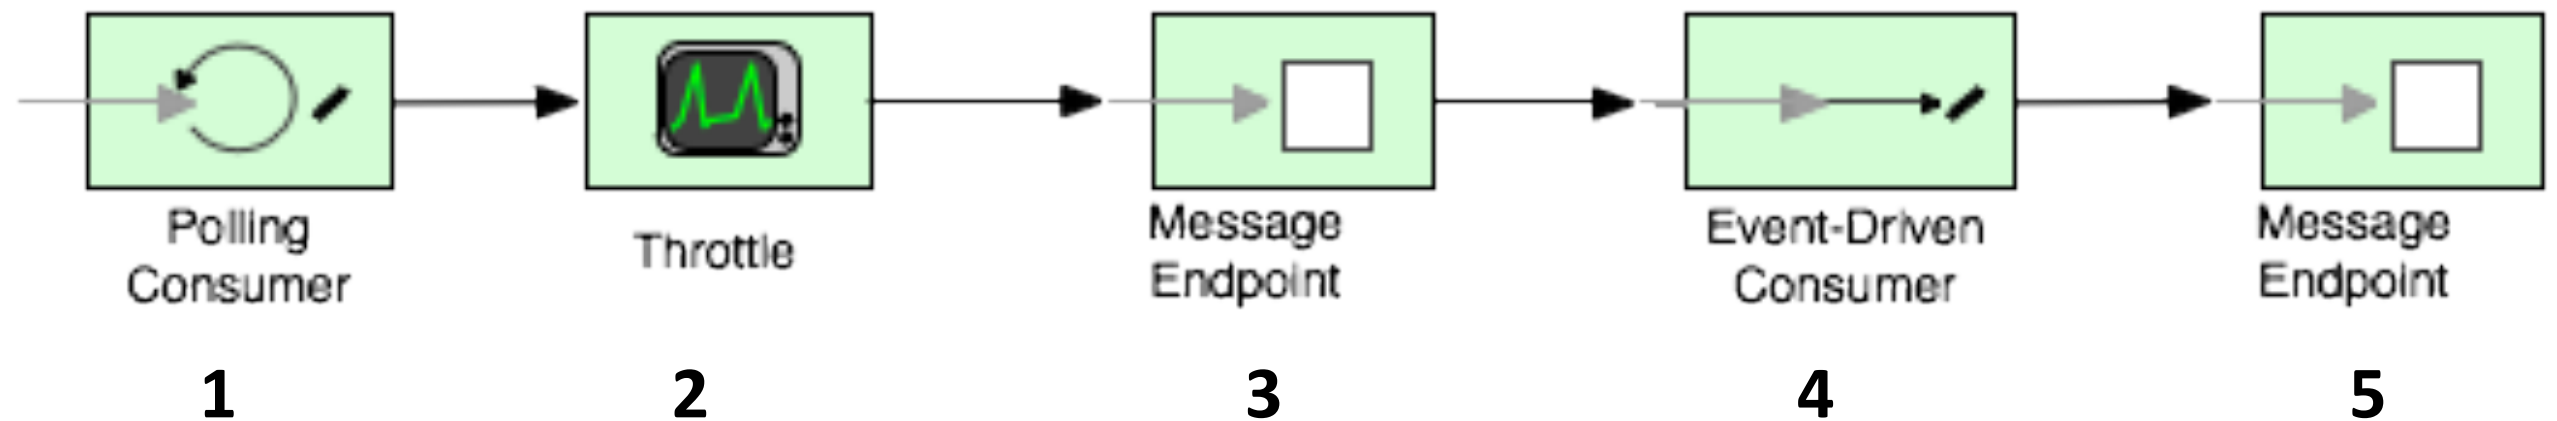 Polling
Consumer
Throttle
Message
Endpoint
Event-Driven
Consumer
Message
Endpoint
1
2
3
4
5